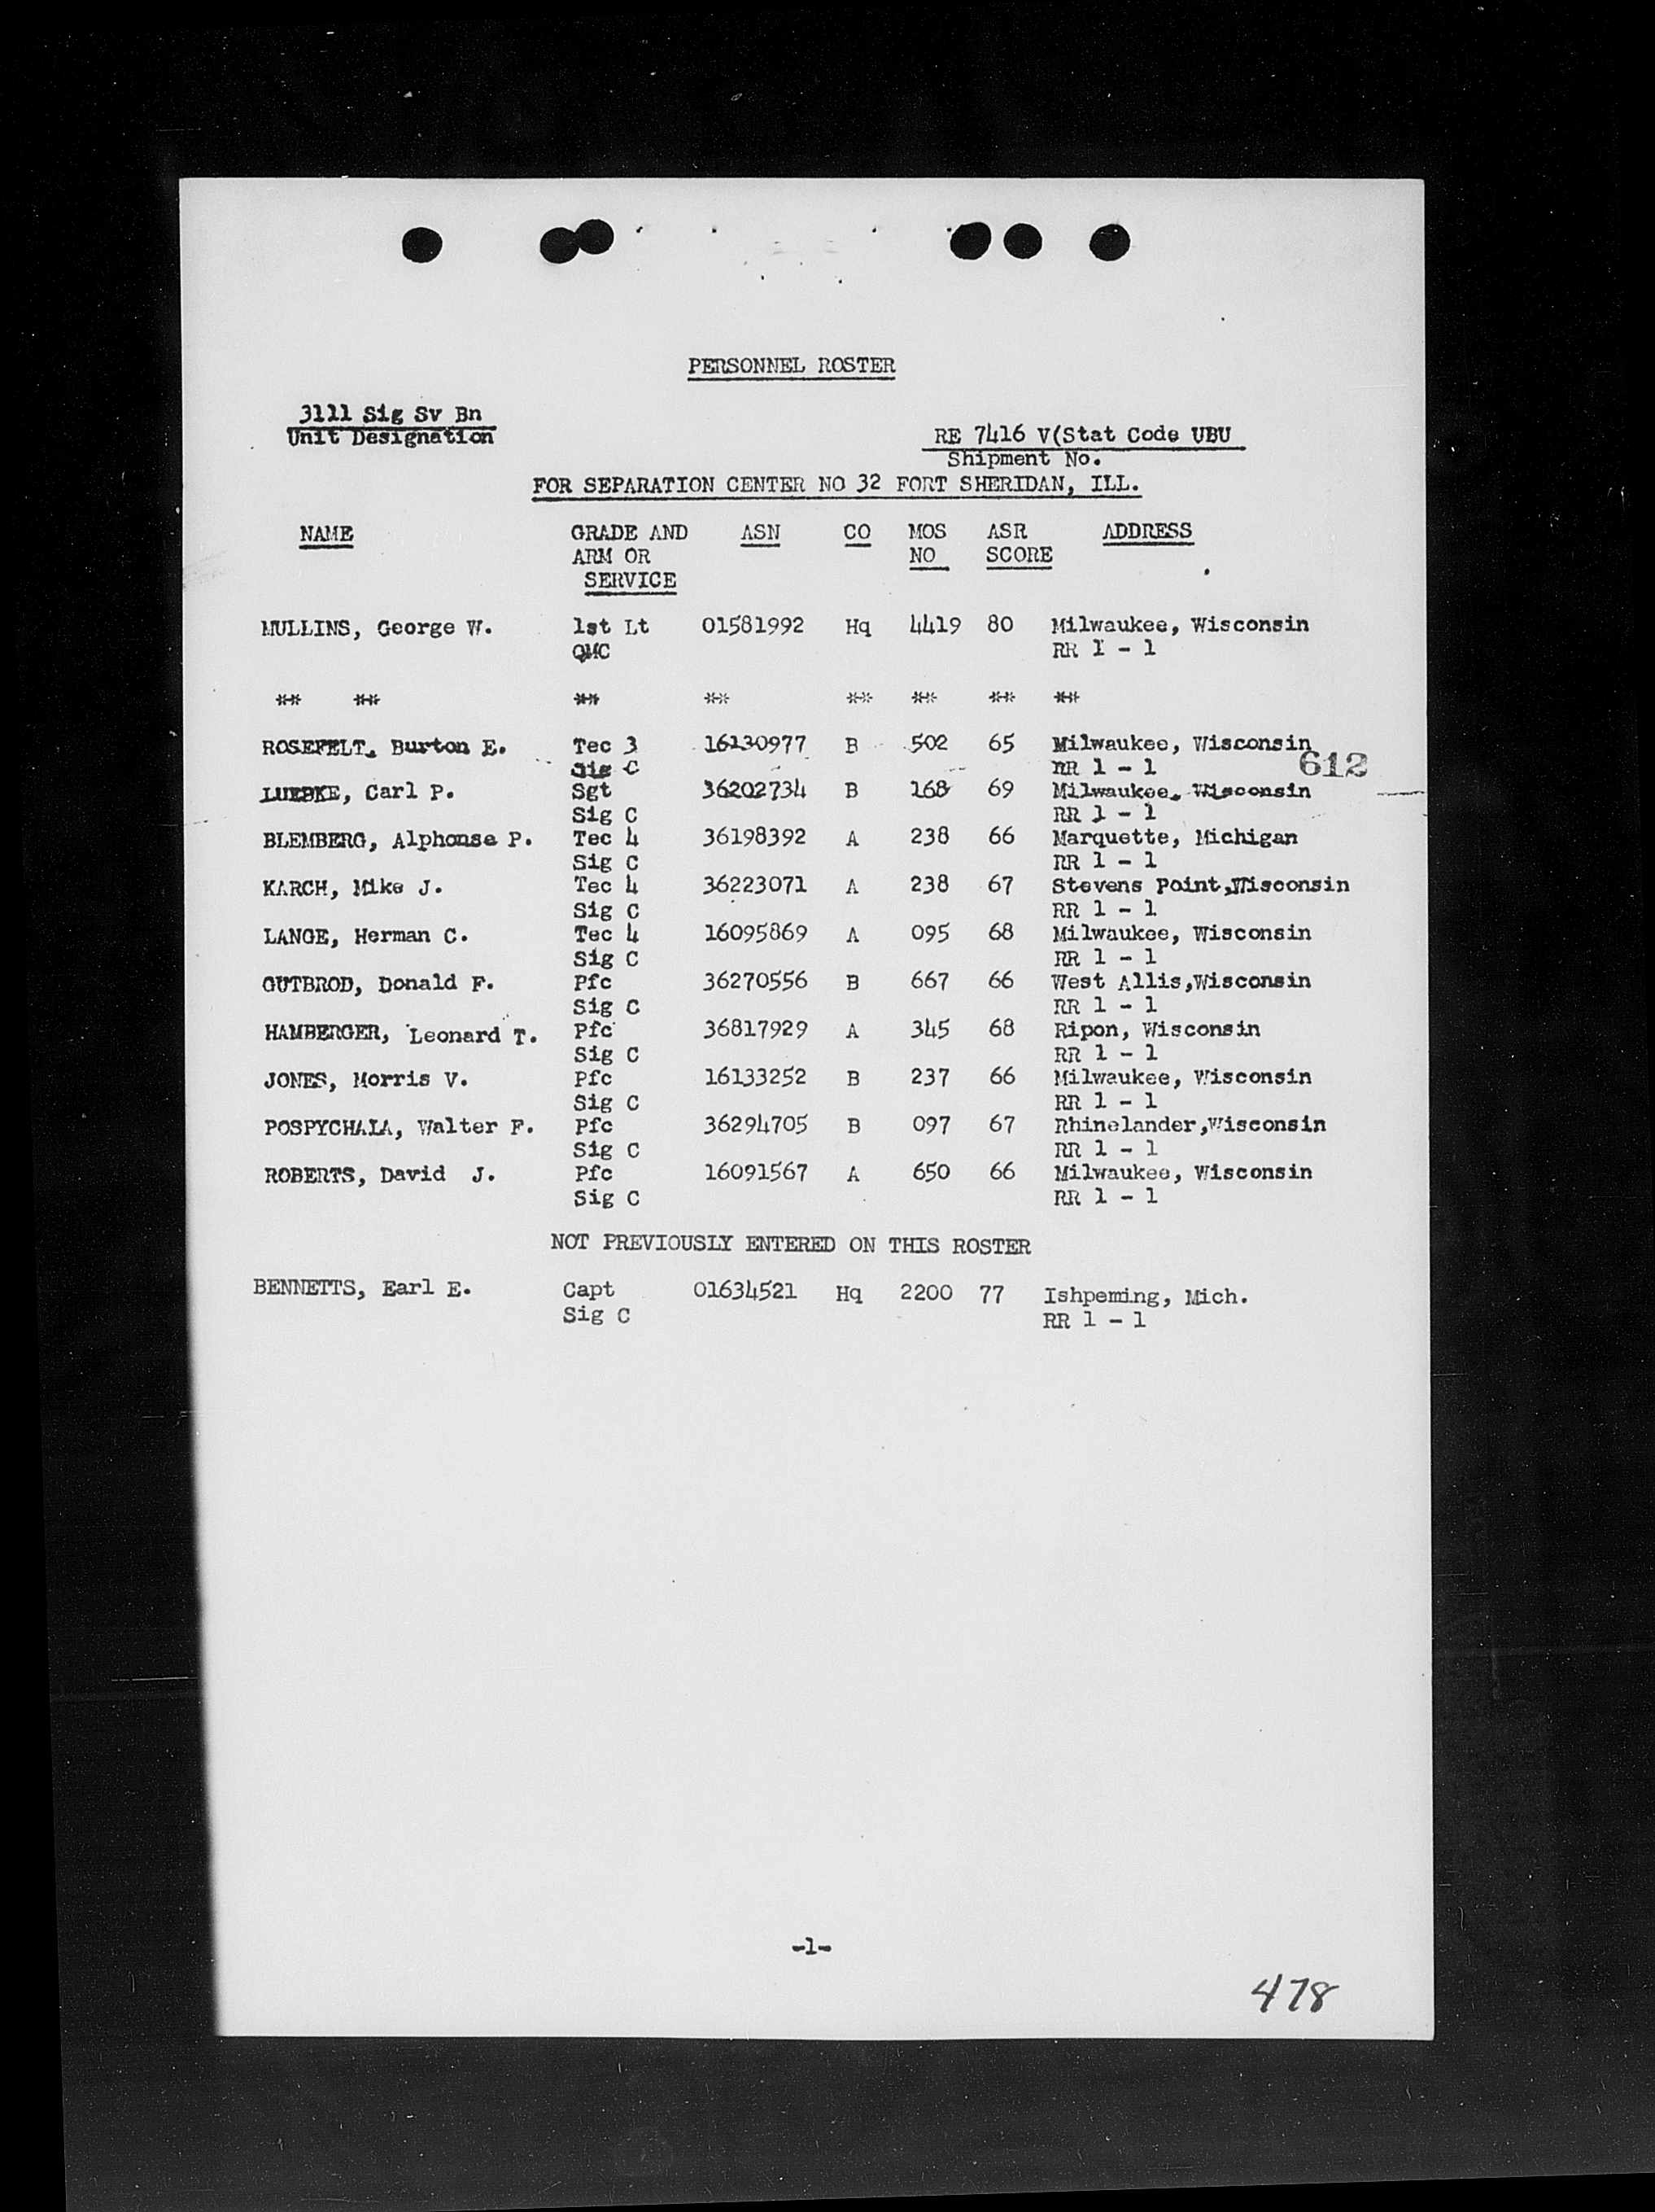 PERSONNEL ROSTER
3111 Sig Sv Bn
Unit Designation
RE 7416 V(Stat Code UBU
Shipment No.
FOR SEPARATION CENTER NO 32 FORT SHERIDAN, ILL.
NAME GRADE AND ASN CO MOS ASR ADDRESS
ARM OR NO SCORE
SERVICE
MULLINS, George W. 1st Lt 01581992 Hq 4419 80 Milwaukee, Wisconsin
QMC RR 1 - 1
** ** ** ** ** ** ** **
ROSEFELT, Burton E. Tec 3 16130977 B 502 65 Milwaukee, Wisconsin
Sig C RR 1 - 1 612
LUEBKE, Carl P. Sgt 36202734 B 168 69 Milwaukee, Wisconsin
Sig C RR 1 - 1
BLEMBERG, Alphonse P. Tec 4 36198392 A 238 66 Marquette, Michigan
Sig C RR 1 - 1
KARCH, Mike J. Tec 4 36223071 A 238 67 Stevens Point,Wisconsin
Sig C RR 1 - 1
LANGE, Herman C. Tec 4 16095869 A 095 68 Milwaukee, Wisconsin
Sig C RR 1 - 1
GUTBROD, Donald F. Pfc 36270556 B 667 66 West Allis,Wisconsin
Sig C RR 1 - 1
HAMBERGER, Leonard T. Pfc 36817929 A 345 68 Ripon, Wisconsin
Sig C RR 1 - 1
JONES, Morris V. Pfc 16133252 B 237 66 Milwaukee, Wisconsin
Sig C RR 1 - 1
POSPYCHALA, Walter F. Pfc 36294705 B 097 67 Rhinelander,Wisconsin
Sig C RR 1 - 1
ROBERTS, David J. Pfc 16091567 A 650 66 Milwaukee, Wisconsin
Sig C RR 1 - 1
NOT PREVIOUSLY ENTERED ON THIS ROSTER
BENNETTS, Earl E. Capt 01634521 Hq 2200 77 Ishpeming, Mich.
Sig C RR 1 - 1
-1-
478